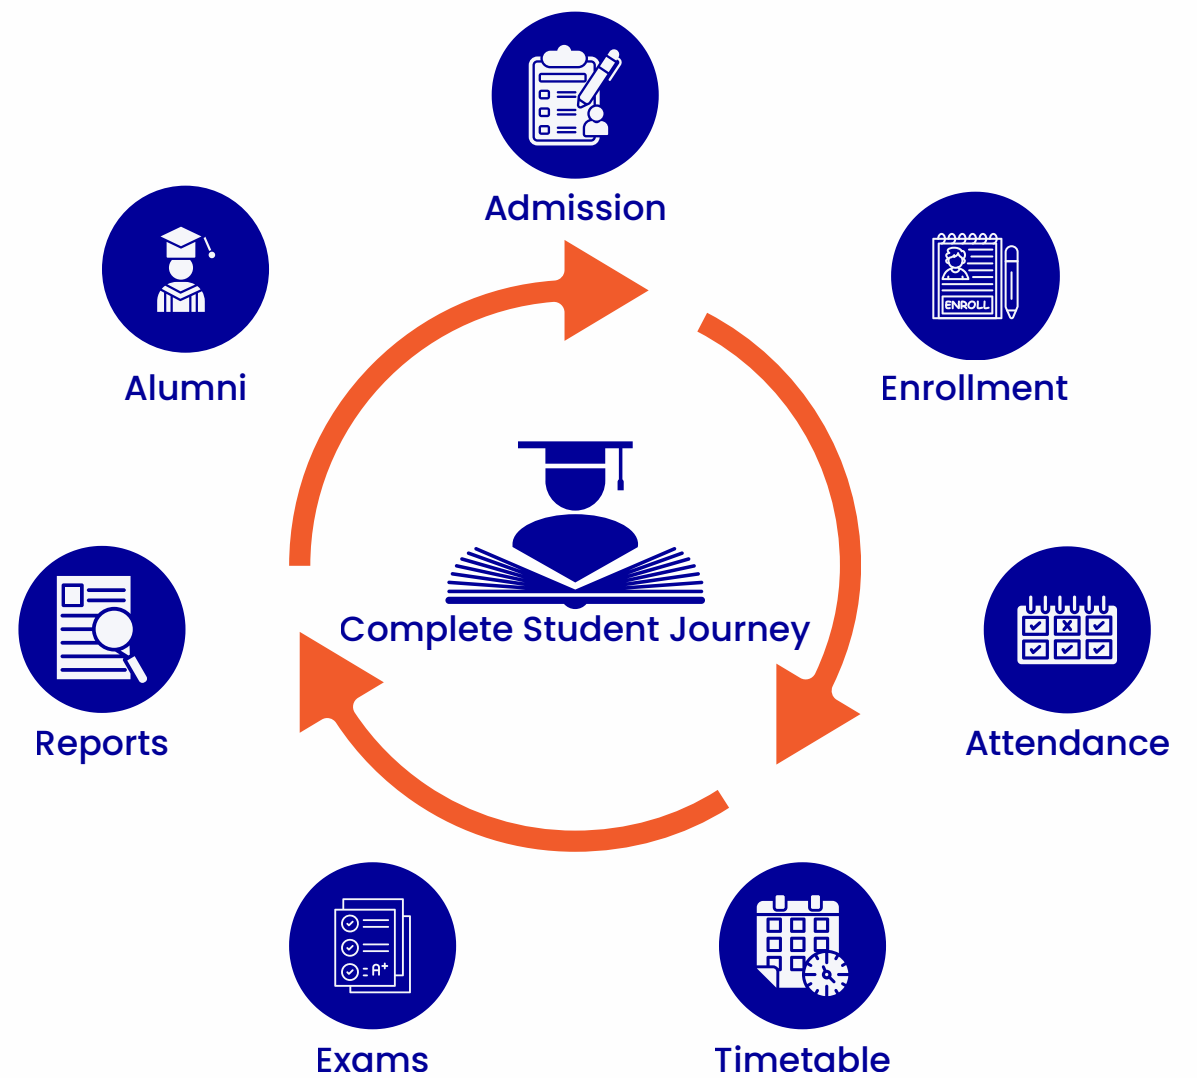 Admission
Alumni
ENROLL
Enrollment
Complete Student Journey
Reports
Attendance
A+
Exams
Timetable